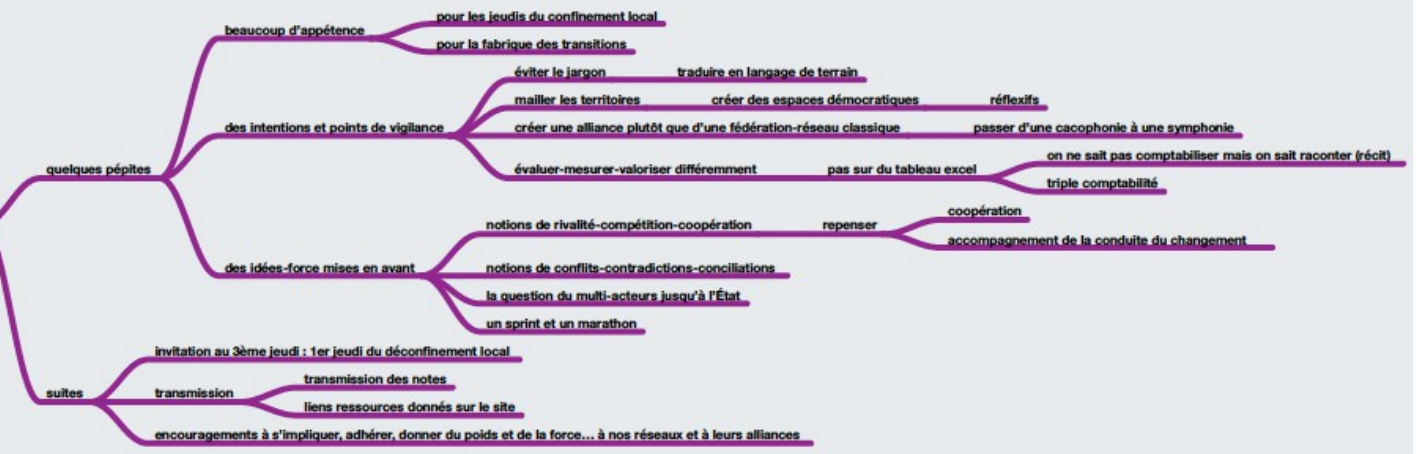 quelques pépites
beaucoup d'appétence
pour les jeudis du confinement local
pour la fabrique des transitions
des intentions et points de vigilance
éviter le jargon
traduire en langage de terrain
mailler les territoires
créer des espaces démocratiques
réflexifs
créer une alliance plutôt que d'une fédération-réseau classique
passer d'une cacophonie à une symphonie
évaluer-mesurer-valoriser différemment
pas sur du tableau excel
on ne sait pas comptabiliser mais on sait raconter (récit)
triple comptabilité
des idées-force mises en avant
notions de rivalité-compétition-coopération
repenser
coopération
accompagnement de la conduite du changement
notions de conflits-contradictions-conciliations
la question du multi-acteurs jusqu'à l'État
un sprint et un marathon
suites
invitation au 3ème jeudi : 1er jeudi du déconfinement local
transmission
transmission des notes
liens ressources donnés sur le site
encouragements à s'impliquer, adhérer, donner du poids et de la force... à nos réseaux et à leurs alliances